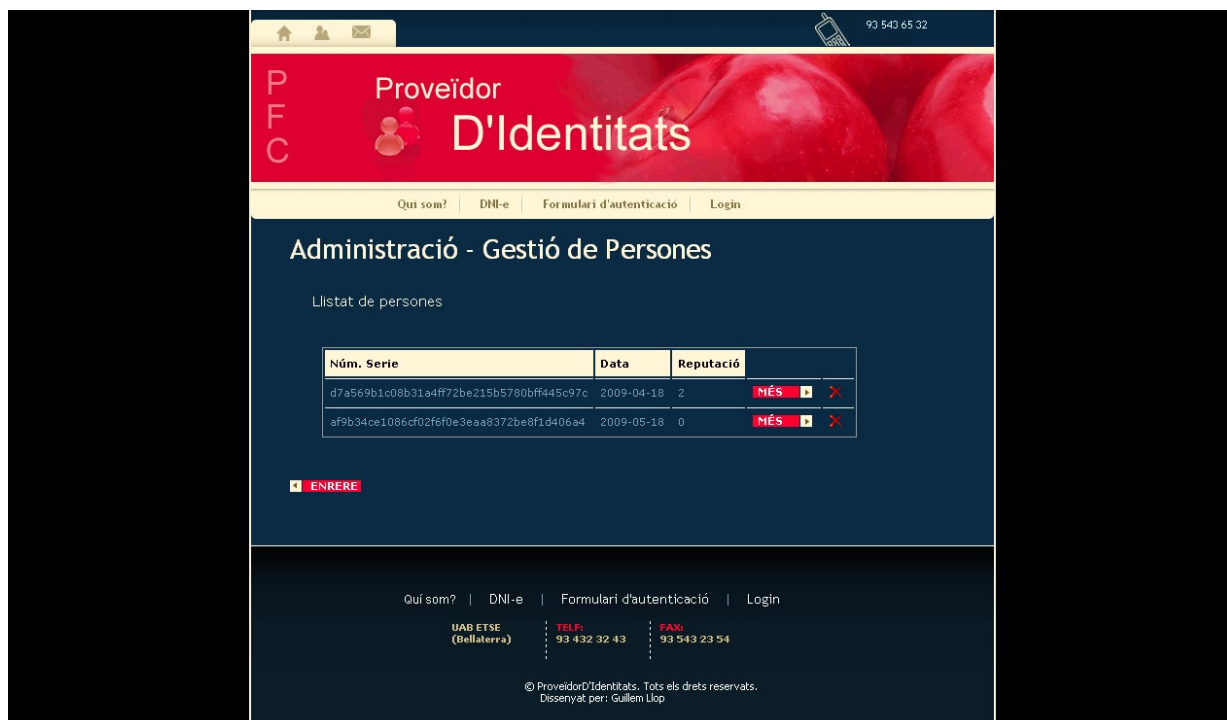 93 543 65 32
P
F
C
Proveïdor
D'Identitats
Qui som? DNI-e Formulari d'autenticació Login
Administració - Gestió de Persones
Llistat de persones
Núm. Serie Data Reputació
d7a569b1c08b31a4ff72be215b5780bff445c97c 2009-04-18 2 MÉS
af9b34ce1086cf02f6f0e3eaa8372be8f1d406a4 2009-05-18 0 MÉS
ENRERE
Quí som? | DNI-e | Formulari d'autenticació | Login
UAB ETSE TELF: FAX:
(Bellaterra) 93 432 32 43 93 543 23 54
© ProveïdorD'Identitats. Tots els drets reservats.
Dissenyat per: Guillem Llop